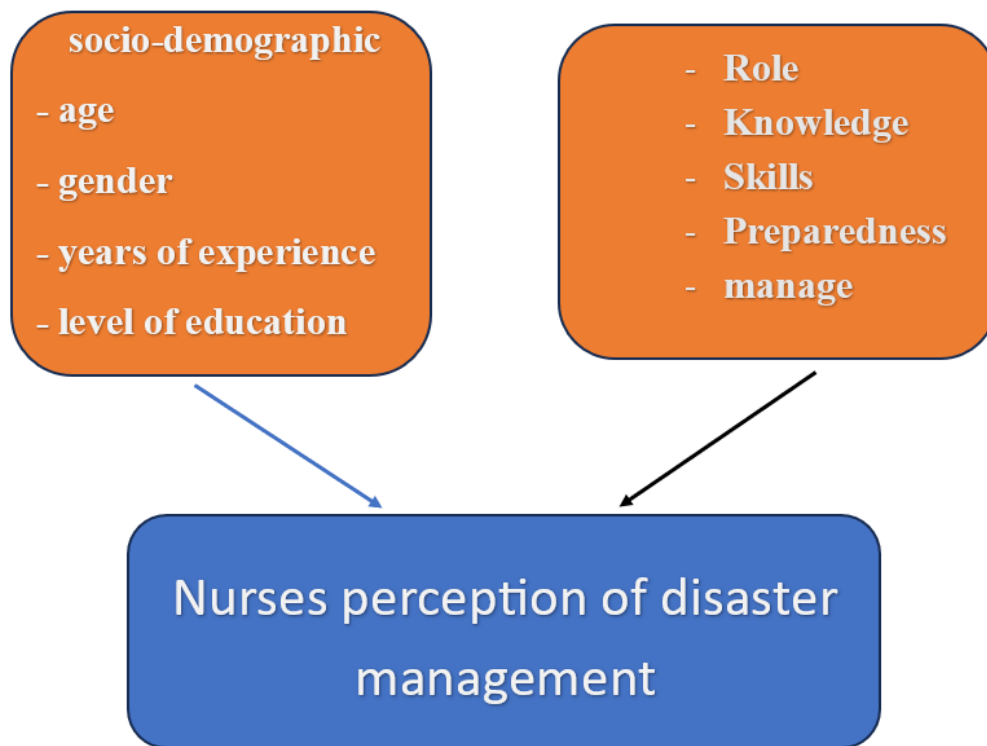 socio-demographic
- age
- gender
- years of experience
- level of education
- Role
- Knowledge
- Skills
- Preparedness
- manage
Nurses perception of disaster
management